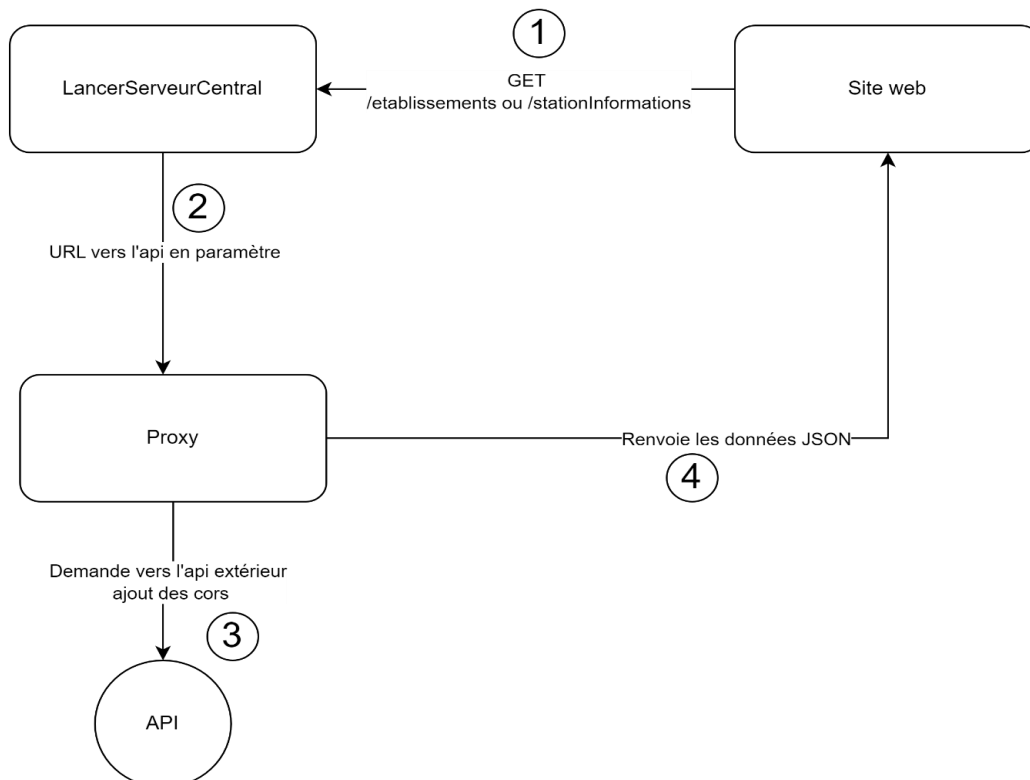 1
LancerServeurCentral
GET
/etablissements ou /stationInformations
Site web
2
URL vers l'api en paramètre
Proxy
Renvoie les données JSON
4
Demande vers l'api extérieur
ajout des cors
3
API